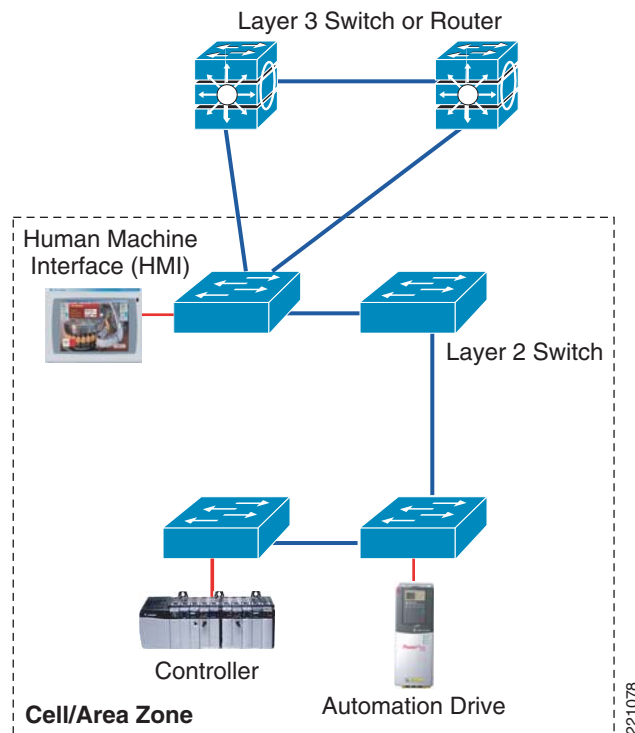 Layer 3 Switch or Router
Human Machine
Interface (HMI)
Layer 2 Switch
Controller
Automation Drive
Cell/Area Zone
221078